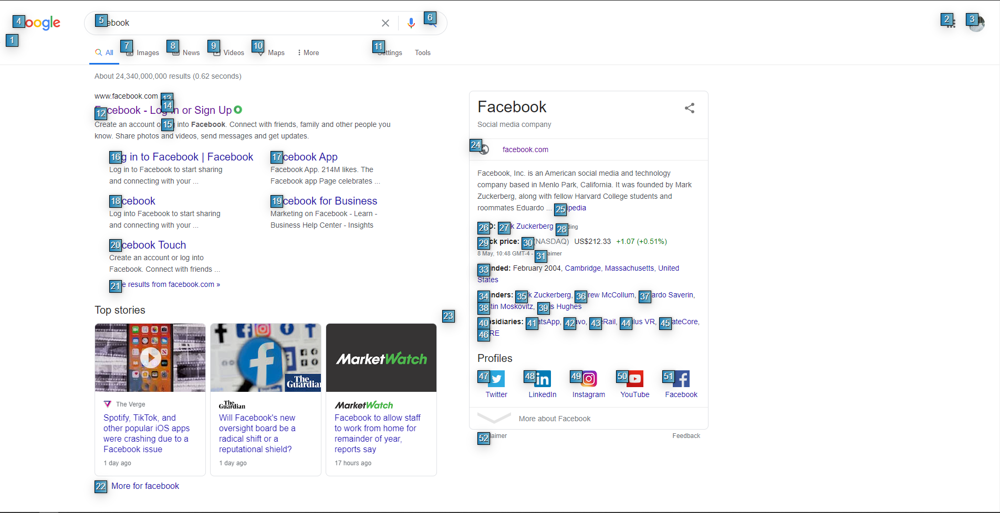 4 oogle
5 ebook
6
2
3
1
All
7 Images
8 News
9 Videos
10 Maps
More
11 ettings
Tools
About 24,340,000,000 results (0.62 seconds)
www.facebook.com 13
14
12 cebook - Log in or Sign Up
Create an account o 15 into Facebook. Connect with friends, family and other people you
know. Share photos and videos, send messages and get updates.
16 g in to Facebook | Facebook
Log in to Facebook to start sharing
and connecting with your ...
17 cebook App
Facebook App. 214M likes. The
Facebook app Page celebrates ...
18 cebook
Log into Facebook to start sharing
and connecting with your ...
19 cebook for Business
Marketing on Facebook - Learn -
Business Help Center - Insights
20 cebook Touch
Create an account or log into
Facebook. Connect with friends ...
21 e results from facebook.com »
Top stories
23
The Guardian
MarketWatch
The Verge
Spotify, TikTok, and
other popular iOS apps
were crashing due to a
Facebook issue
1 day ago
The Guardian
Will Facebook's new
oversight board be a
radical shift or a
reputational shield?
1 day ago
MarketWatch
Facebook to allow staff
to work from home for
remainder of year,
reports say
17 hours ago
22 More for facebook
Facebook
Social media company
24 facebook.com
Facebook, Inc. is an American social media and technology
company based in Menlo Park, California. It was founded by Mark
Zuckerberg, along with fellow Harvard College students and
roommates Eduardo ... 25 ipedia
26 O: 27 k Zuckerberg 28 ding
29 ck price: 30 (NASDAQ) US$212.33 +1.07 (+0.51%)
8 May, 10:48 GMT-4 - 31 aimer
33 nded: February 2004, Cambridge, Massachusetts, United
States
34 nders: 35 k Zuckerberg, 36 rew McCollum, 37 ardo Saverin,
38 tin Moskovitz, 39 s Hughes
40 sidiaries: 41 atsApp, 42 vo, 43 Rail, 44 lus VR, 45 ateCore,
46 RE
Profiles
47 48 49 50 51
Twitter LinkedIn Instagram YouTube Facebook
More about Facebook
52 aimer
Feedback